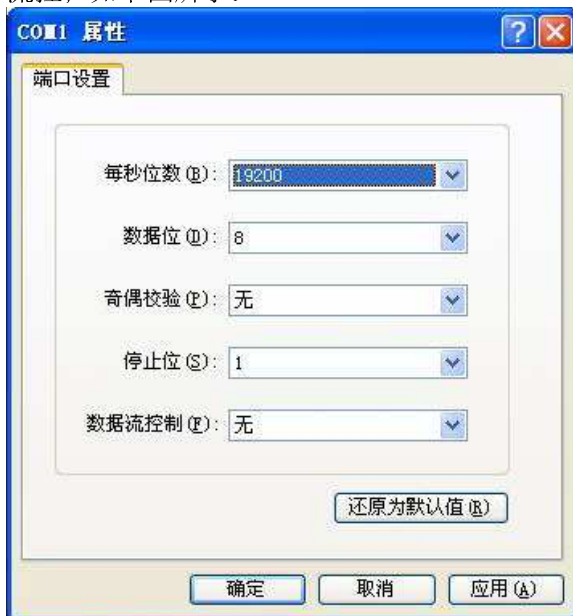 COM1 属性
端口设置
每秒位数(B): 19200
数据位(D): 8
奇偶校验(P): 无
停止位(S): 1
数据流控制(F): 无
还原为默认值(R)
确定 取消 应用(A)